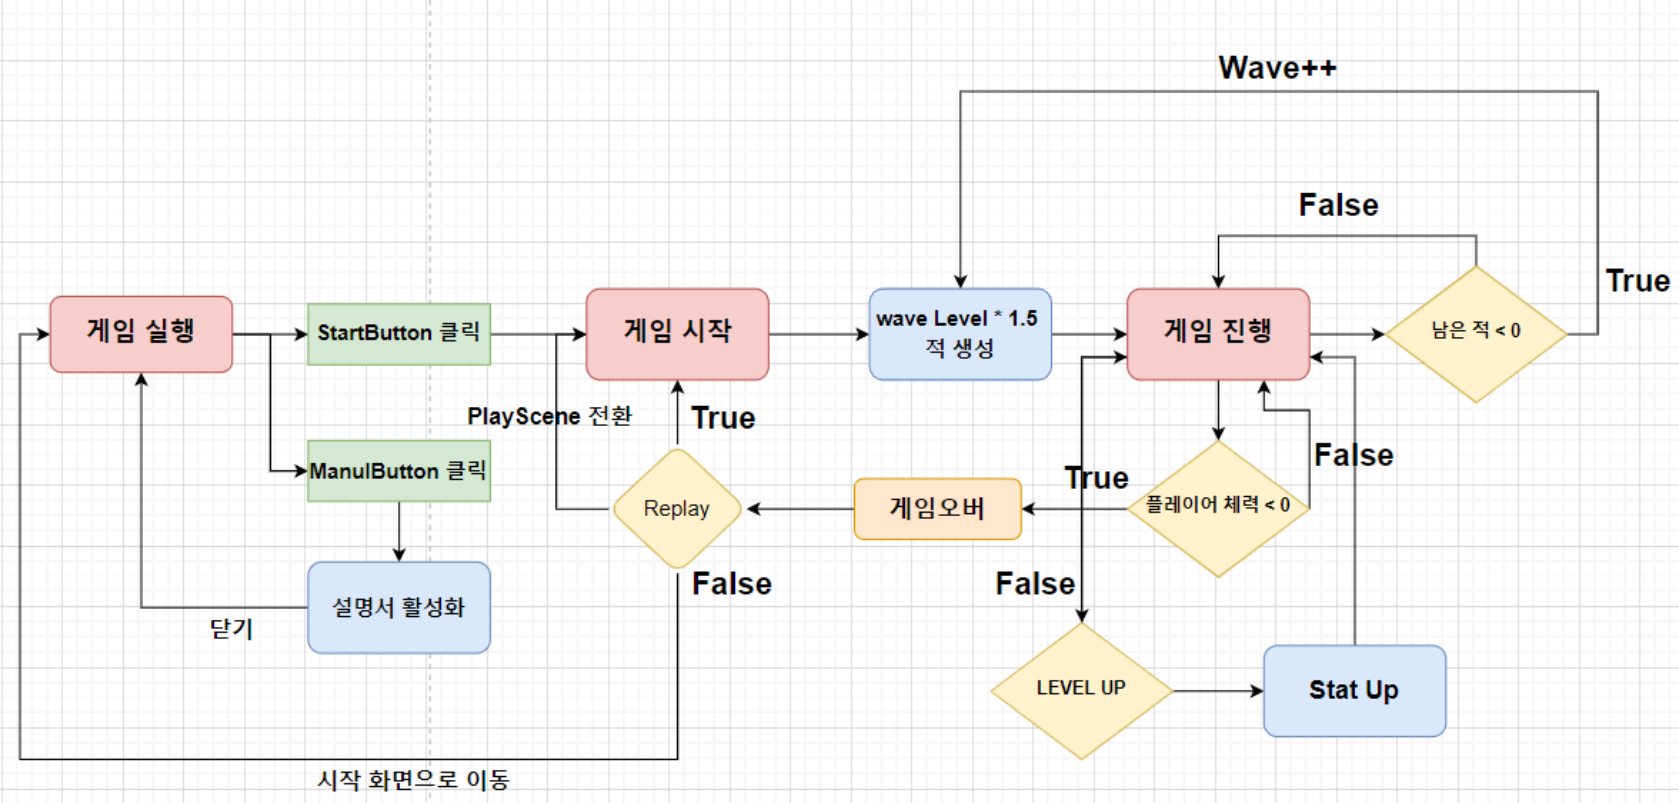 Wave++
False
True
게임 실행
StartButton 클릭
게임 시작
wave Level * 1.5
적 생성
게임 진행
남은 적 < 0
PlayScene 전환
True
False
ManulButton 클릭
True
Replay
게임오버
플레이어 체력 < 0
False
False
설명서 활성화
닫기
LEVEL UP
Stat Up
시작 화면으로 이동